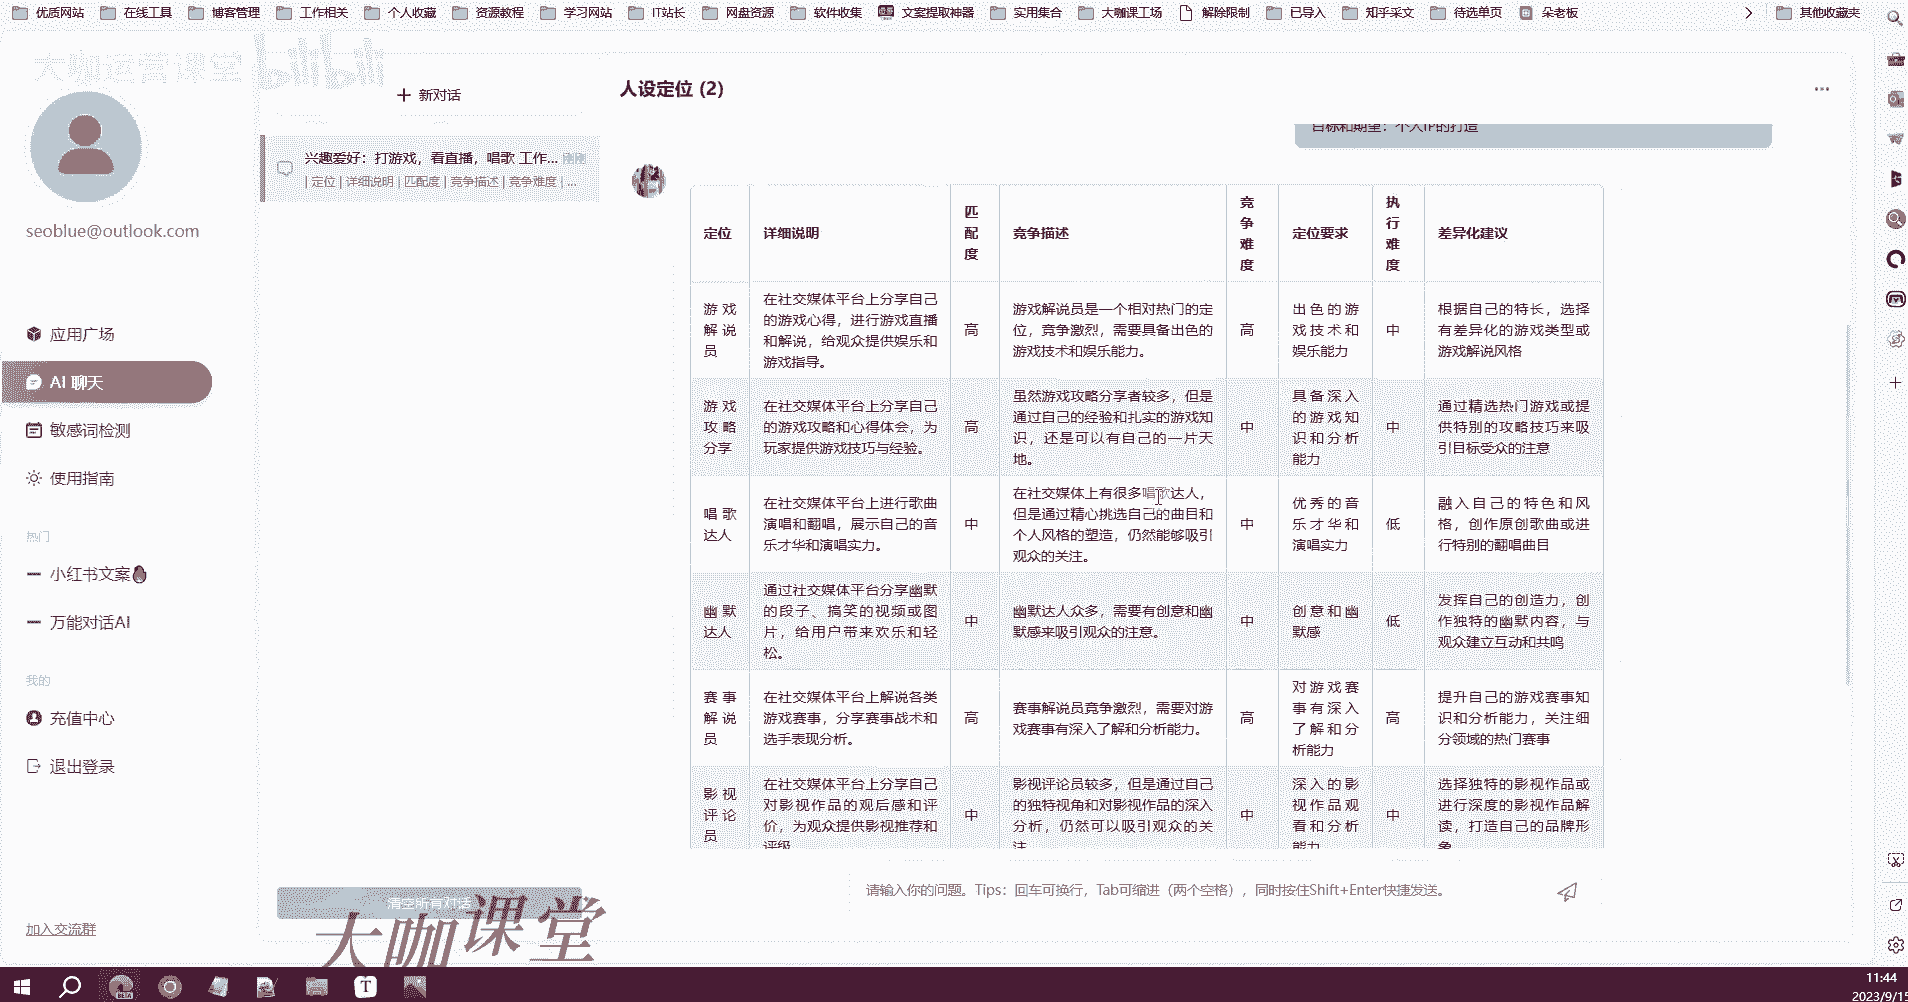 优质网站 在线工具 博客管理 工作相关 个人收藏 资源教程 学习网站 IT站长 网盘资源 软件收集 文案提取神器 实用集合 大咖课工场 解除限制 已导入 知乎采文 待选单页 朵老板 其他收藏夹
大咖运营课堂 bilibili
seoblue@outlook.com
应用广场
AI 聊天
敏感词检测
使用指南
热门
小红书文案
万能对话AI
我的
充值中心
退出登录
加入交流群
新对话
兴趣爱好：打游戏，看直播，唱歌 工作... 刚刚
| 定位 | 详细说明 | 匹配度 | 竞争描述 | 竞争难度 | ...
清空所有对话
人设定位 (2)
目标和期望：个人IP的打造
定位
详细说明
匹
配
度
竞争描述
竞
争
难
度
定位要求
执
行
难
度
差异化建议
游戏
解说
员
在社交媒体平台上分享自己
的游戏心得，进行游戏直播
和解说，给观众提供娱乐和
游戏指导。
高
游戏解说员是一个相对热门的定
位，竞争激烈，需要具备出色的
游戏技术和娱乐能力。
高
出色的游
戏技术和
娱乐能力
中
根据自己的特长，选择
有差异化的游戏类型或
游戏解说风格
游戏
攻略
分享
在社交媒体平台上分享自己
的游戏攻略和心得体会，为
玩家提供游戏技巧与经验。
高
虽然游戏攻略分享者较多，但是
通过自己的经验和扎实的游戏知
识，还是可以有自己的一片天
地。
中
具备深入
的游戏知
识和分析
能力
中
通过精选热门游戏或提
供特别的攻略技巧来吸
引目标受众的注意
唱歌
达人
在社交媒体平台上进行歌曲
演唱和翻唱，展示自己的音
乐才华和演唱实力。
中
在社交媒体上有很多唱歌达人，
但是通过精心挑选自己的曲目和
个人风格的塑造，仍然能够吸引
观众的关注。
中
优秀的音
乐才华和
演唱实力
低
融入自己的特色和风
格，创作原创歌曲或进
行特别的翻唱曲目
幽默
达人
通过社交媒体平台分享幽默
的段子、搞笑的视频或图
片，给用户带来欢乐和轻
松。
中
幽默达人众多，需要有创意和幽
默感来吸引观众的注意。
中
创意和幽
默感
低
发挥自己的创造力，创
作独特的幽默内容，与
观众建立互动和共鸣
赛事
解说
员
在社交媒体平台上解说各类
游戏赛事，分享赛事战术和
选手表现分析。
高
赛事解说员竞争激烈，需要对游
戏赛事有深入了解和分析能力。
高
对游戏赛
事有深入
了解和分
析能力
高
提升自己的游戏赛事知
识和分析能力，关注细
分领域的热门赛事
影视
评论
员
在社交媒体平台上分享自己
对影视作品的观后感和评
价，为观众提供影视推荐和
评级
中
影视评论员较多，但是通过自己
的独特视角和对影视作品的深入
分析，仍然可以吸引观众的关
注
中
深入的影
视作品观
看和分析
能力
中
选择独特的影视作品或
进行深度的影视作品解
读，打造自己的品牌形
象
请输入你的问题。Tips：回车可换行，Tab可缩进（两个空格），同时按住Shift+Enter快捷发送。
大咖课堂
BETA
T
11:44
2023/9/15